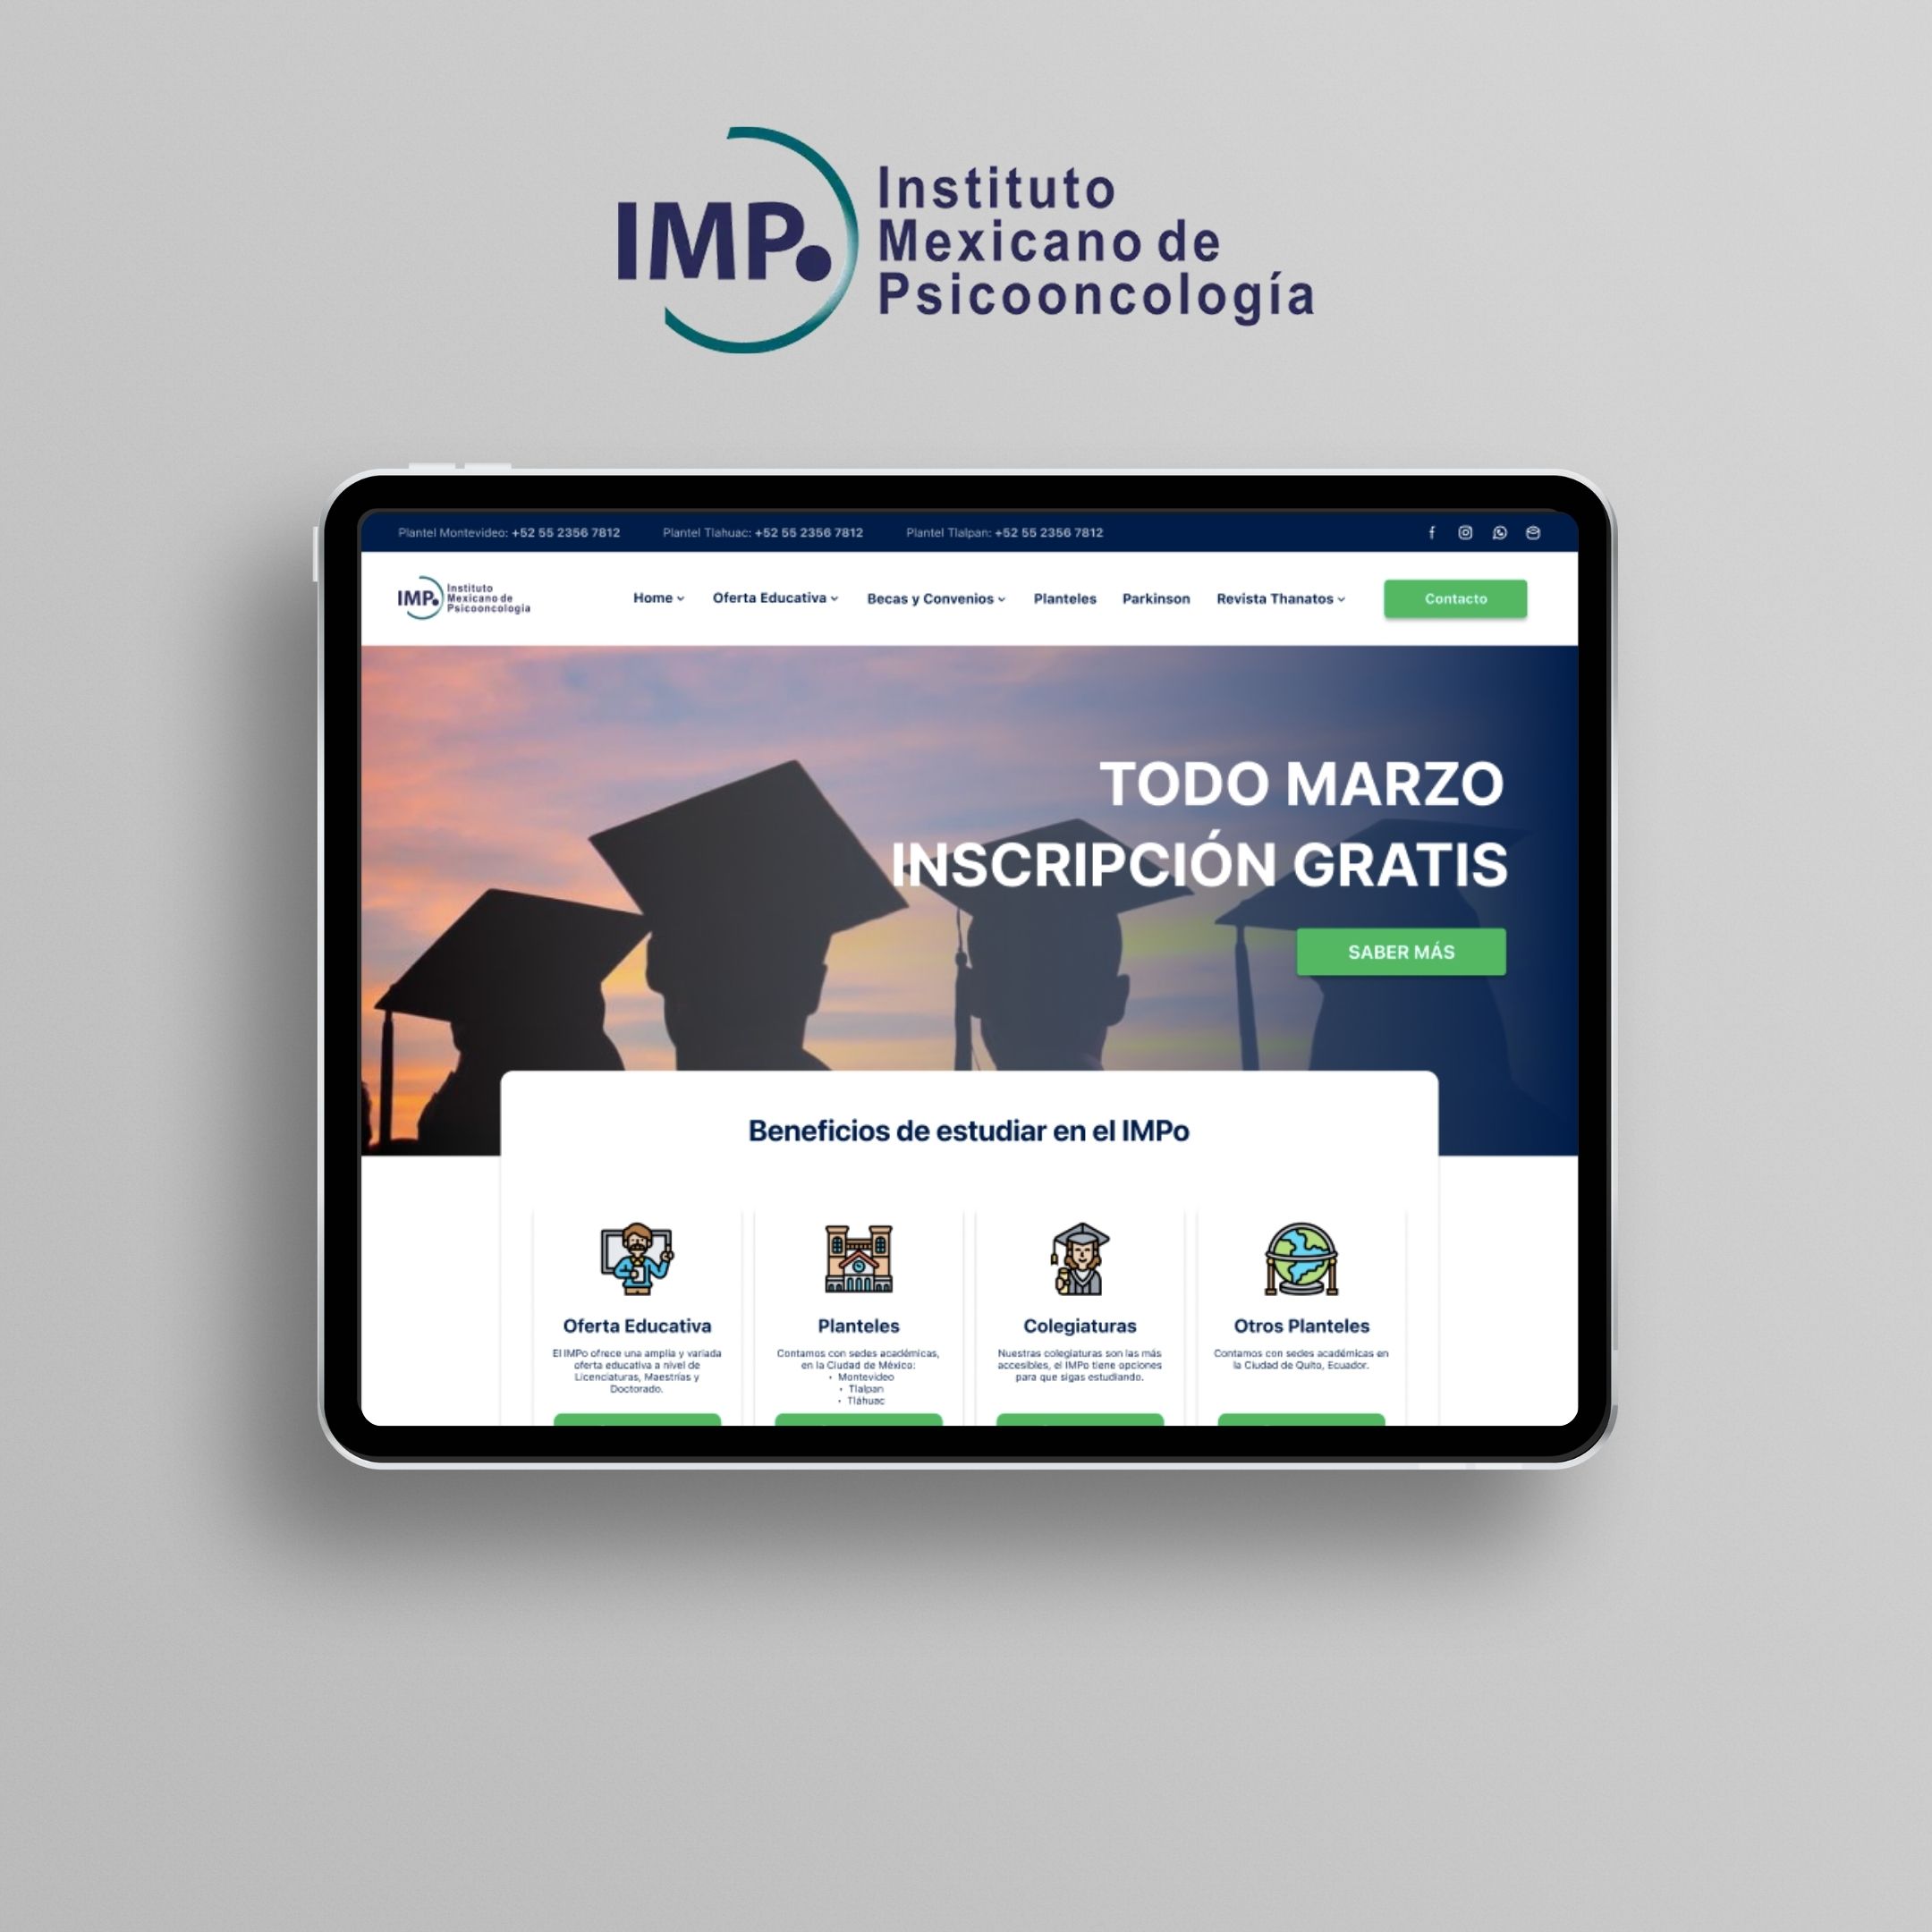 IMP.
Instituto
Mexicano de
Psicooncología
Plantel Montevideo: +52 55 2356 7812
Plantel Tlahuac: +52 55 2356 7812
Plantel Tlalpan: +52 55 2356 7812
IMP.
Instituto
Mexicano de
Psicooncología
Home
Oferta Educativa
Becas y Convenios
Planteles
Parkinson
Revista Thanatos
Contacto
TODO MARZO
INSCRIPCIÓN GRATIS
SABER MÁS
Beneficios de estudiar en el IMPo
Oferta Educativa
El IMPo ofrece una amplia y variada
oferta educativa a nivel de
Licenciaturas, Maestrías y
Doctorado.
Planteles
Contamos con sedes académicas,
en la Ciudad de México:
• Montevideo
• Tlalpan
• Tláhuac
Colegiaturas
Nuestras colegiaturas son las más
accesibles, el IMPo tiene opciones
para que sigas estudiando.
Otros Planteles
Contamos con sedes académicas en
la Ciudad de Quito, Ecuador.